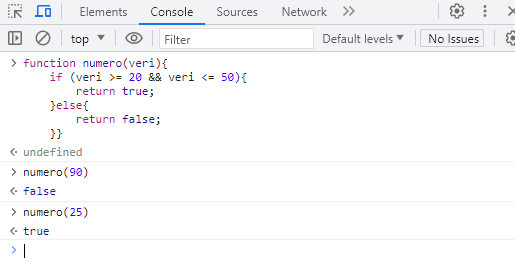 Elements Console Sources Network
top Filter Default levels No Issues
function numero(veri){
    if (veri >= 20 && veri <= 50){
        return true;
    }else{
        return false;
    }}
undefined
numero(90)
false
numero(25)
true